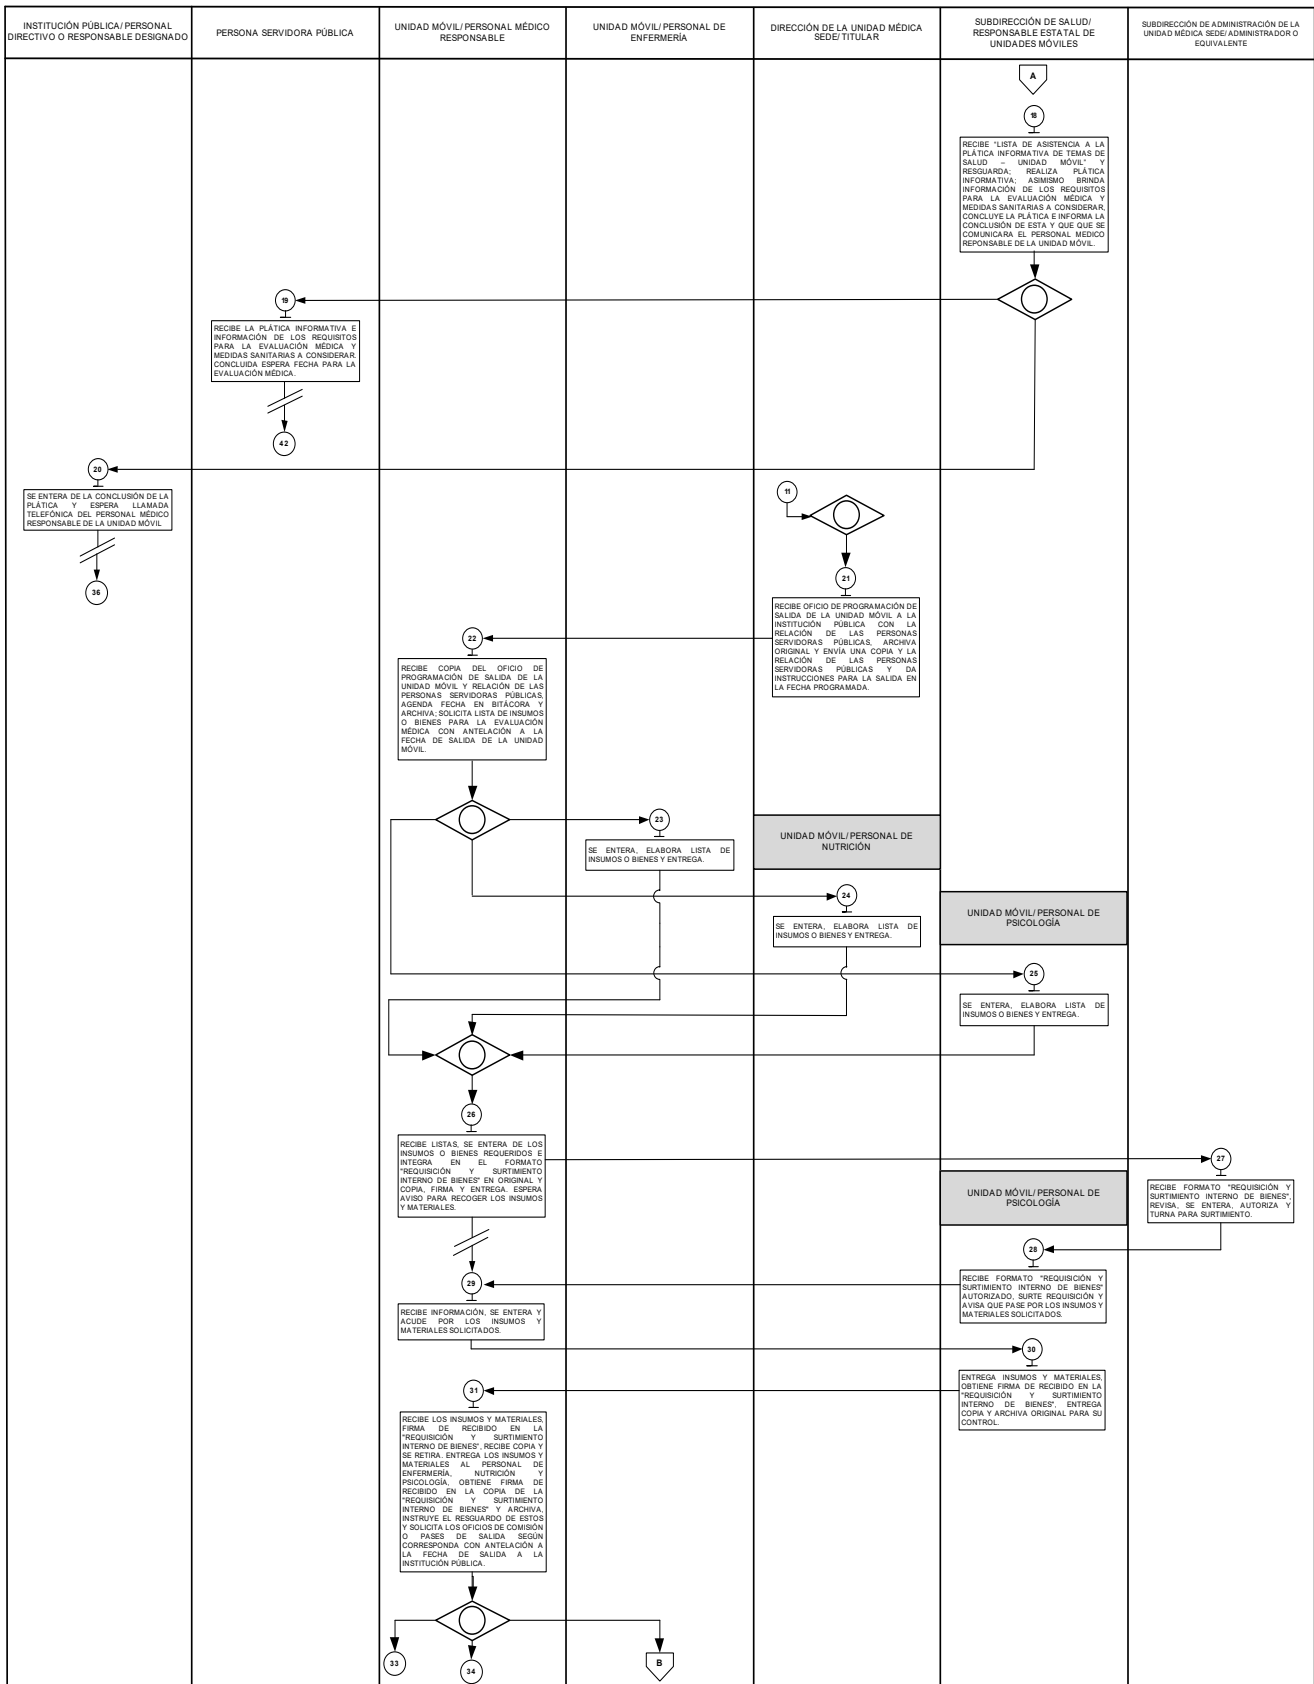 INSTITUCIÓN PÚBLICA/ PERSONAL
DIRECTIVO O RESPONSABLE DESIGNADO
PERSONA SERVIDORA PÚBLICA
UNIDAD MÓVIL/ PERSONAL MÉDICO
RESPONSABLE
UNIDAD MÓVIL/ PERSONAL DE
ENFERMERÍA
DIRECCIÓN DE LA UNIDAD MÉDICA
SEDE/ TITULAR
SUBDIRECCIÓN DE SALUD/
RESPONSABLE ESTATAL DE
UNIDADES MÓVILES
SUBDIRECCIÓN DE ADMINISTRACIÓN DE LA
UNIDAD MÉDICA SEDE/ ADMINISTRADOR O
EQUIVALENTE
A
18
RECIBE "LISTA DE ASISTENCIA A LA
PLÁTICA INFORMATIVA DE TEMAS DE
SALUD – UNIDAD MÓVIL" Y
RESGUARDA; REALIZA PLÁTICA
INFORMATIVA; ASIMISMO BRINDA
INFORMACIÓN DE LOS REQUISITOS
PARA LA EVALUACIÓN MÉDICA Y
MEDIDAS SANITARIAS A CONSIDERAR,
CONCLUYE LA PLÁTICA E INFORMA LA
CONCLUSIÓN DE ESTA Y QUE QUE SE
COMUNICARA EL PERSONAL MEDICO
REPONSABLE DE LA UNIDAD MÓVIL.
19
RECIBE LA PLÁTICA INFORMATIVA E
INFORMACIÓN DE LOS REQUISITOS
PARA LA EVALUACIÓN MÉDICA Y
MEDIDAS SANITARIAS A CONSIDERAR.
CONCLUIDA ESPERA FECHA PARA LA
EVALUACIÓN MÉDICA.
42
20
SE ENTERA DE LA CONCLUSIÓN DE LA
PLÁTICA Y ESPERA LLAMADA
TELEFÓNICA DEL PERSONAL MÉDICO
RESPONSABLE DE LA UNIDAD MÓVIL
36
11
21
RECIBE OFICIO DE PROGRAMACIÓN DE
SALIDA DE LA UNIDAD MÓVIL A LA
INSTITUCIÓN PÚBLICA CON LA
RELACIÓN DE LAS PERSONAS
SERVIDORAS PÚBLICAS, ARCHIVA
ORIGINAL Y ENVÍA UNA COPIA Y LA
RELACIÓN DE LAS PERSONAS
SERVIDORAS PÚBLICAS Y DA
INSTRUCCIONES PARA LA SALIDA EN
LA FECHA PROGRAMADA.
22
RECIBE COPIA DEL OFICIO DE
PROGRAMACIÓN DE SALIDA DE LA
UNIDAD MÓVIL Y RELACIÓN DE LAS
PERSONAS SERVIDORAS PÚBLICAS,
AGENDA FECHA EN BITÁCORA Y
ARCHIVA; SOLICITA LISTA DE INSUMOS
O BIENES PARA LA EVALUACIÓN
MÉDICA CON ANTELACIÓN A LA
FECHA DE SALIDA DE LA UNIDAD
MÓVIL.
23
SE ENTERA, ELABORA LISTA DE
INSUMOS O BIENES Y ENTREGA.
UNIDAD MÓVIL/ PERSONAL DE
NUTRICIÓN
24
SE ENTERA, ELABORA LISTA DE
INSUMOS O BIENES Y ENTREGA.
UNIDAD MÓVIL/ PERSONAL DE
PSICOLOGÍA
25
SE ENTERA, ELABORA LISTA DE
INSUMOS O BIENES Y ENTREGA.
26
RECIBE LISTAS, SE ENTERA DE LOS
INSUMOS O BIENES REQUERIDOS E
INTEGRA EN EL FORMATO
"REQUISICIÓN Y SURTIMIENTO
INTERNO DE BIENES" EN ORIGINAL Y
COPIA, FIRMA Y ENTREGA. ESPERA
AVISO PARA RECOGER LOS INSUMOS
Y MATERIALES.
27
RECIBE FORMATO "REQUISICIÓN Y
SURTIMIENTO INTERNO DE BIENES",
REVISA, SE ENTERA, AUTORIZA Y
TURNA PARA SURTIMIENTO.
UNIDAD MÓVIL/ PERSONAL DE
PSICOLOGÍA
28
RECIBE FORMATO "REQUISICIÓN Y
SURTIMIENTO INTERNO DE BIENES"
AUTORIZADO, SURTE REQUISICIÓN Y
AVISA QUE PASE POR LOS INSUMOS Y
MATERIALES SOLICITADOS.
29
RECIBE INFORMACIÓN, SE ENTERA Y
ACUDE POR LOS INSUMOS Y
MATERIALES SOLICITADOS.
30
ENTREGA INSUMOS Y MATERIALES,
OBTIENE FIRMA DE RECIBIDO EN LA
"REQUISICIÓN Y SURTIMIENTO
INTERNO DE BIENES", ENTREGA
COPIA Y ARCHIVA ORIGINAL PARA SU
CONTROL.
31
RECIBE LOS INSUMOS Y MATERIALES,
FIRMA DE RECIBIDO EN LA
"REQUISICIÓN Y SURTIMIENTO
INTERNO DE BIENES", RECIBE COPIA Y
SE RETIRA. ENTREGA LOS INSUMOS Y
MATERIALES AL PERSONAL DE
ENFERMERÍA, NUTRICIÓN Y
PSICOLOGÍA, OBTIENE FIRMA DE
RECIBIDO EN LA COPIA DE LA
"REQUISICIÓN Y SURTIMIENTO
INTERNO DE BIENES" Y ARCHIVA,
INSTRUYE EL RESGUARDO DE ESTOS
Y SOLICITA LOS OFICIOS DE COMISIÓN
O PASES DE SALIDA SEGÚN
CORRESPONDA CON ANTELACIÓN A
LA FECHA DE SALIDA A LA
INSTITUCIÓN PÚBLICA.
33
34
B